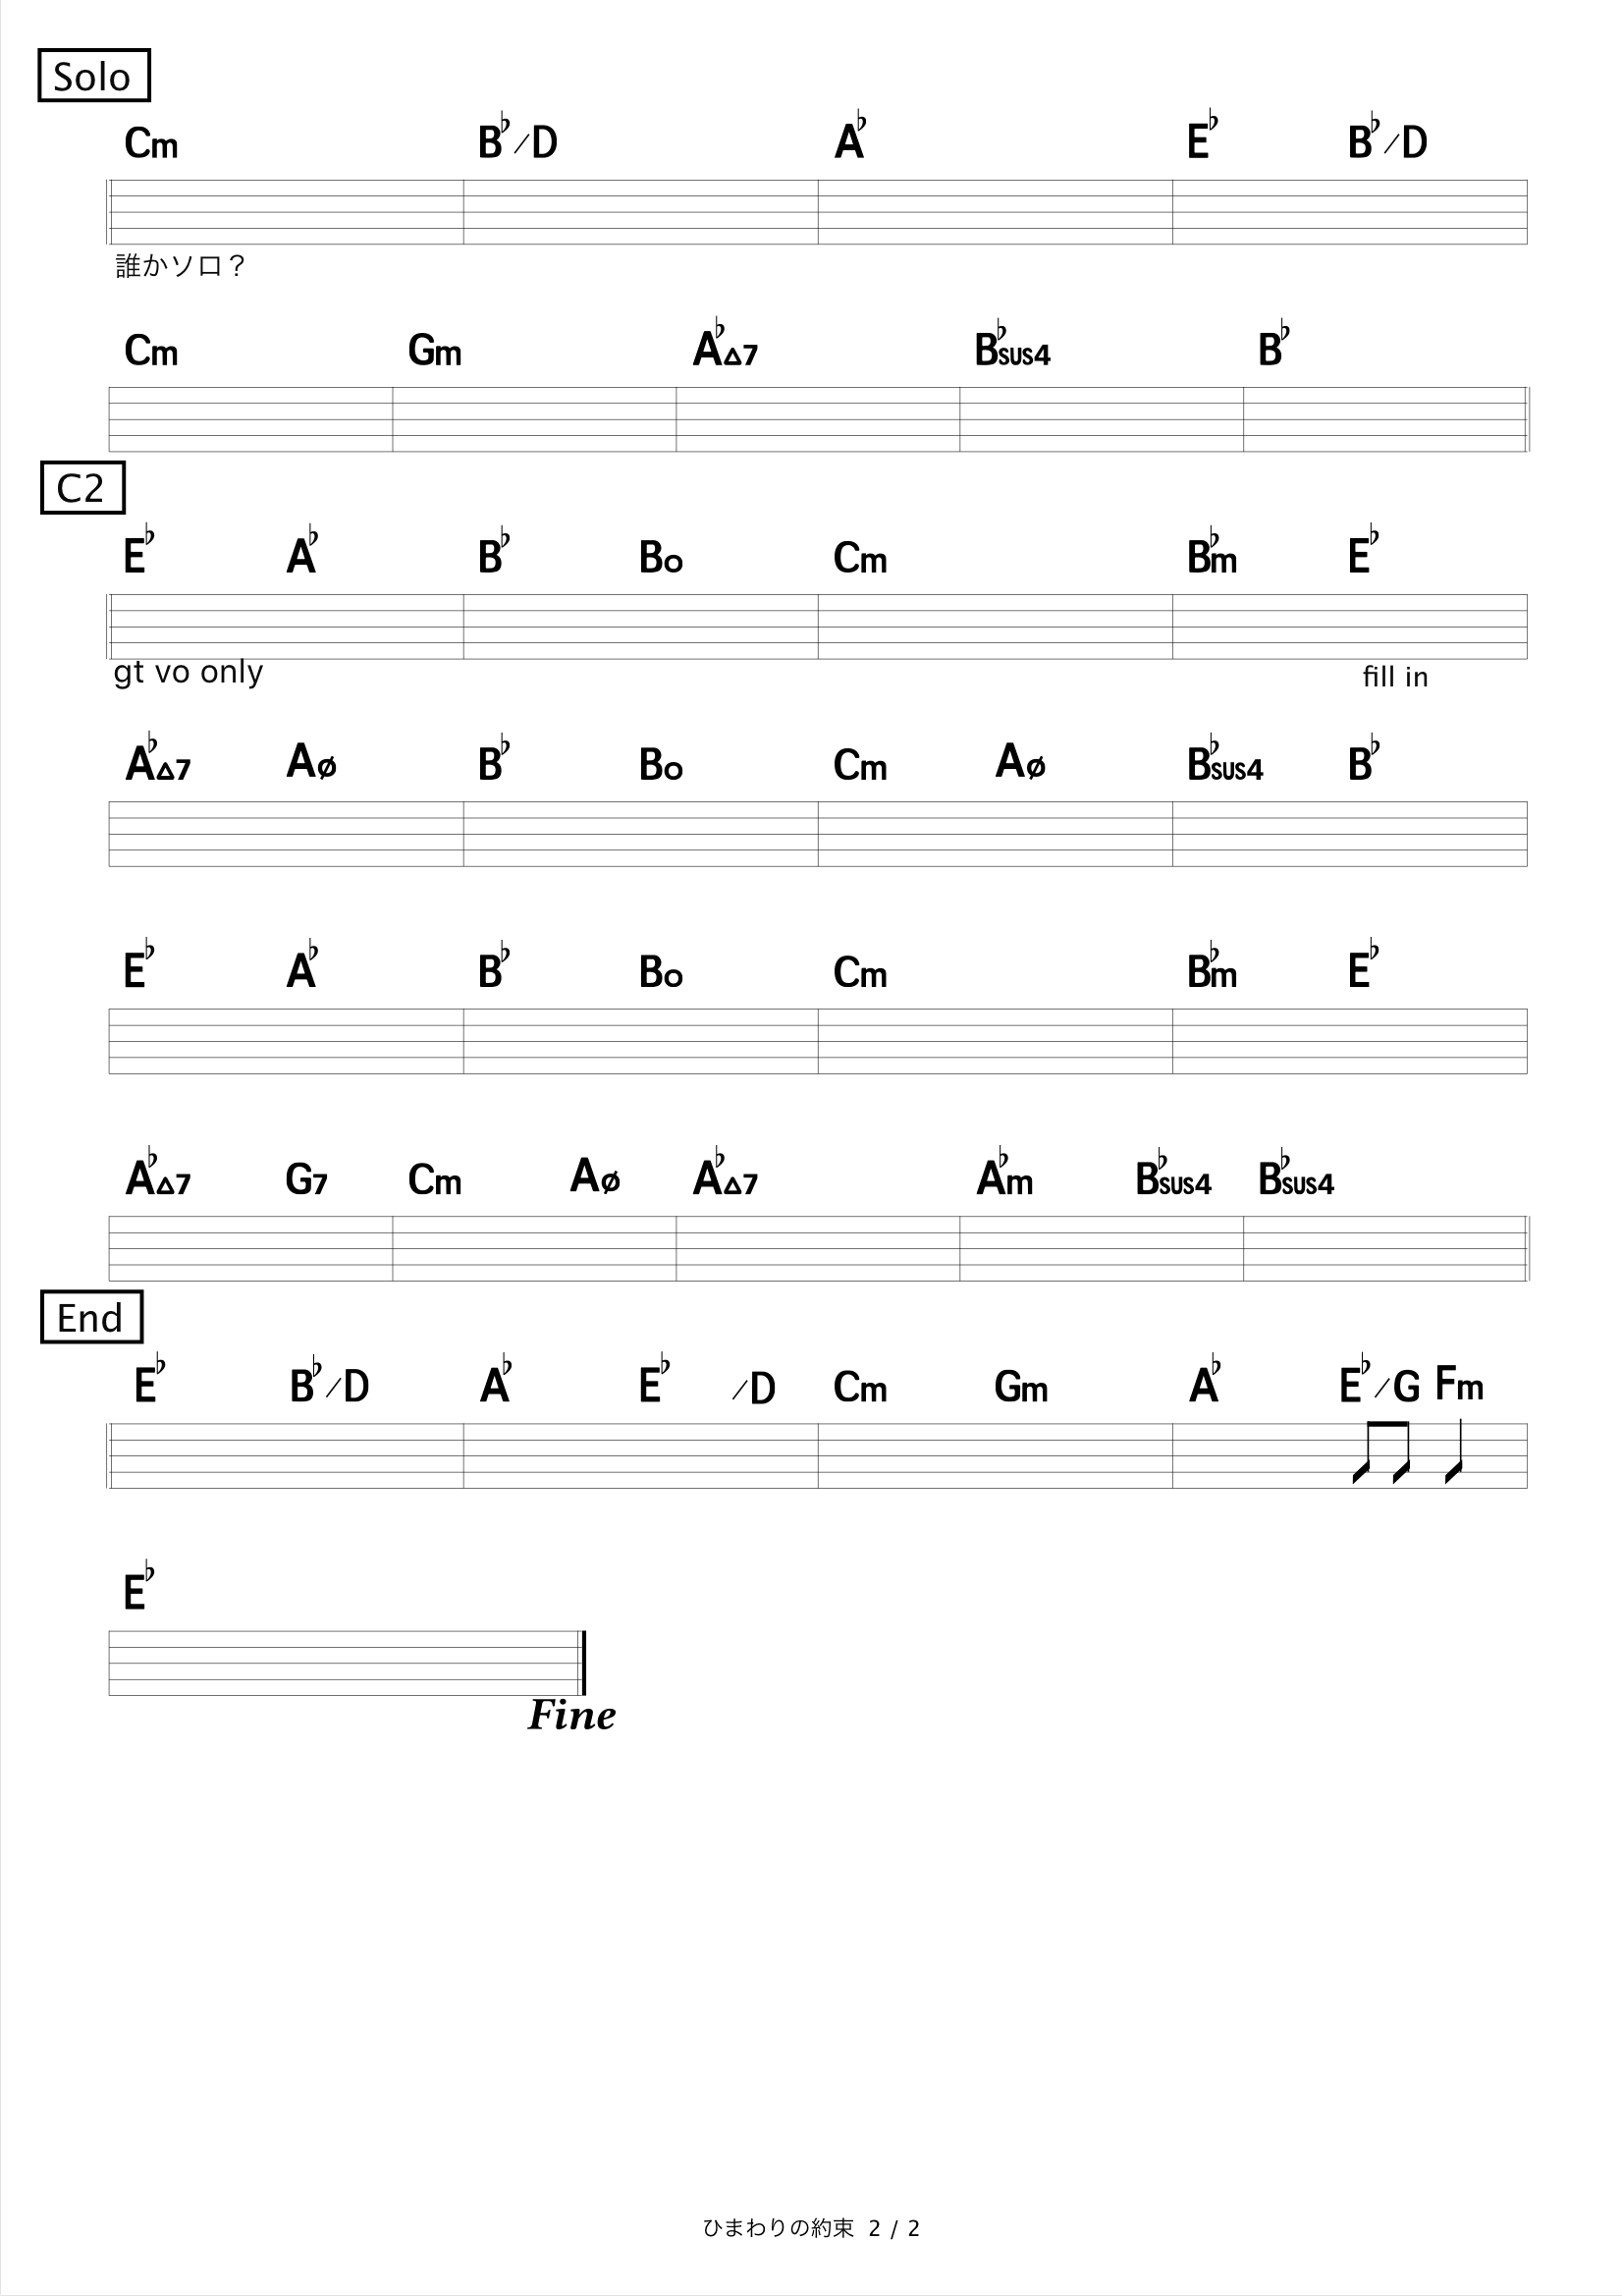 Solo
Cm B♭/D A♭ E♭ B♭/D
誰かソロ？
Cm Gm A♭△7 B♭sus4 B♭
C2
E♭ A♭ B♭ Bo Cm B♭m E♭
gt vo only fill in
A♭△7 Aø B♭ Bo Cm Aø B♭sus4 B♭
E♭ A♭ B♭ Bo Cm B♭m E♭
A♭△7 G7 Cm Aø A♭△7 A♭m B♭sus4 B♭sus4
End
E♭ B♭/D A♭ E♭ /D Cm Gm A♭ E♭/G Fm
E♭
Fine
ひまわりの約束 2 / 2